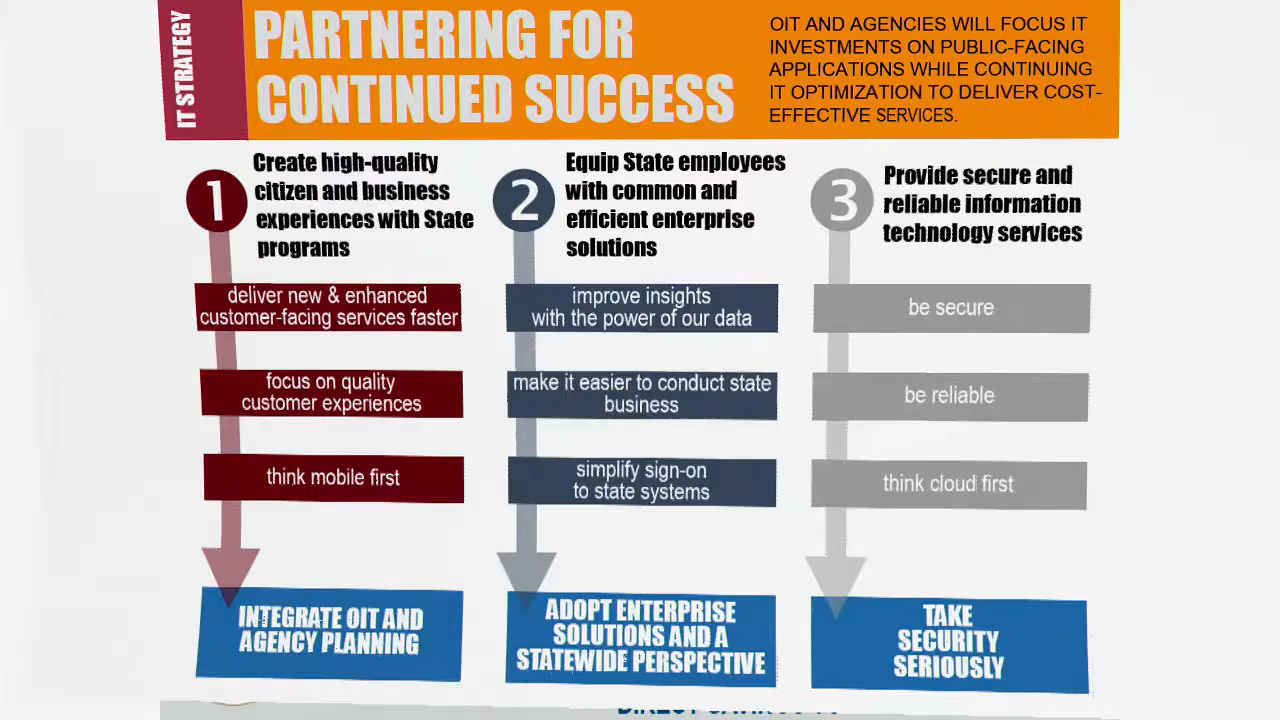 IT STRATEGY
PARTNERING FOR
CONTINUED SUCCESS
OIT AND AGENCIES WILL FOCUS IT
INVESTMENTS ON PUBLIC-FACING
APPLICATIONS WHILE CONTINUING
IT OPTIMIZATION TO DELIVER COST-
EFFECTIVE SERVICES.
1
Create high-quality
citizen and business
experiences with State
programs
deliver new & enhanced
customer-facing services faster
focus on quality
customer experiences
think mobile first
INTEGRATE OIT AND
AGENCY PLANNING
2
Equip State employees
with common and
efficient enterprise
solutions
improve insights
with the power of our data
make it easier to conduct state
business
simplify sign-on
to state systems
ADOPT ENTERPRISE
SOLUTIONS AND A
STATEWIDE PERSPECTIVE
3
Provide secure and
reliable information
technology services
be secure
be reliable
think cloud first
TAKE
SECURITY
SERIOUSLY